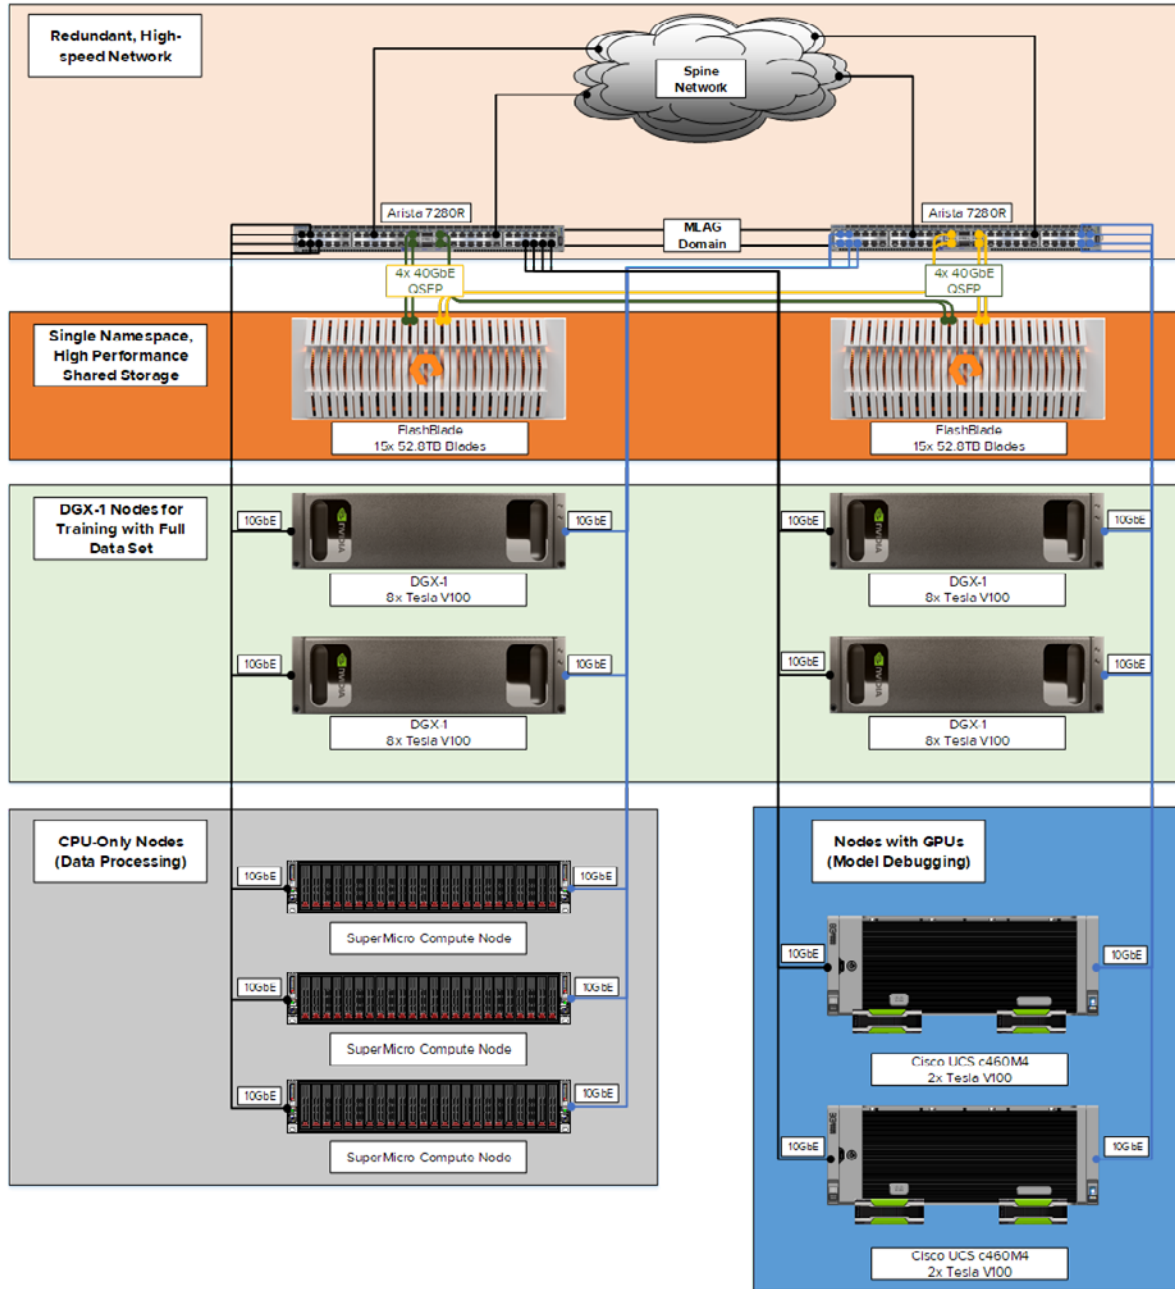 Redundant, High-
speed Network
Spine
Network
Arista 7280R
Arista 7280R
MLAG
Domain
4x 40GbE
QSFP
4x 40GbE
QSFP
Single Namespace,
High Performance
Shared Storage
FlashBlade
15x 52.8TB Blades
FlashBlade
15x 52.8TB Blades
DGX-1 Nodes for
Training with Full
Data Set
10GbE
NVIDIA
10GbE
10GbE
NVIDIA
10GbE
DGX-1
8x Tesla V100
DGX-1
8x Tesla V100
10GbE
NVIDIA
10GbE
10GbE
NVIDIA
10GbE
DGX-1
8x Tesla V100
DGX-1
8x Tesla V100
CPU-Only Nodes
(Data Processing)
10GbE
10GbE
SuperMicro Compute Node
10GbE
10GbE
SuperMicro Compute Node
10GbE
10GbE
SuperMicro Compute Node
Nodes with GPUs
(Model Debugging)
10GbE
10GbE
Cisco UCS c460M4
2x Tesla V100
10GbE
10GbE
Cisco UCS c460M4
2x Tesla V100